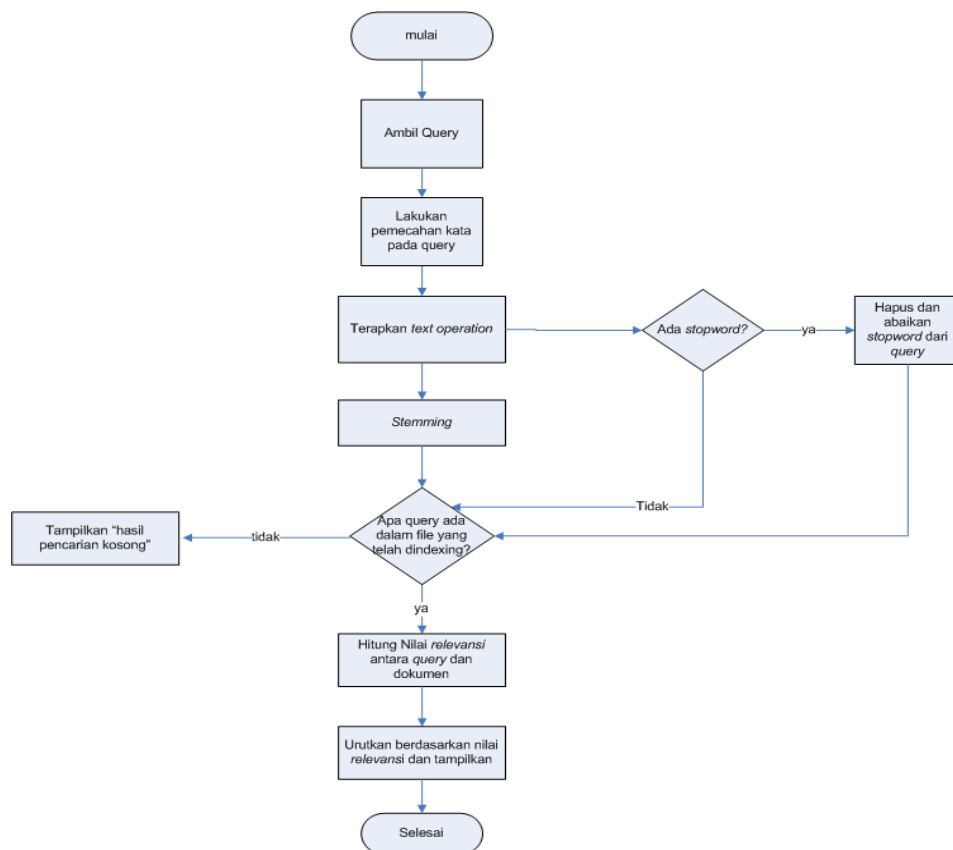 mulai
Ambil Query
Lakukan
pemecahan kata
pada query
Terapkan text operation
Ada stopword?
ya
Hapus dan
abaikan
stopword dari
query
Stemming
Tidak
Apa query ada
dalam file yang
telah dindexing?
tidak
Tampilkan “hasil
pencarian kosong”
ya
Hitung Nilai relevansi
antara query dan
dokumen
Urutkan berdasarkan nilai
relevansi dan tampilkan
Selesai